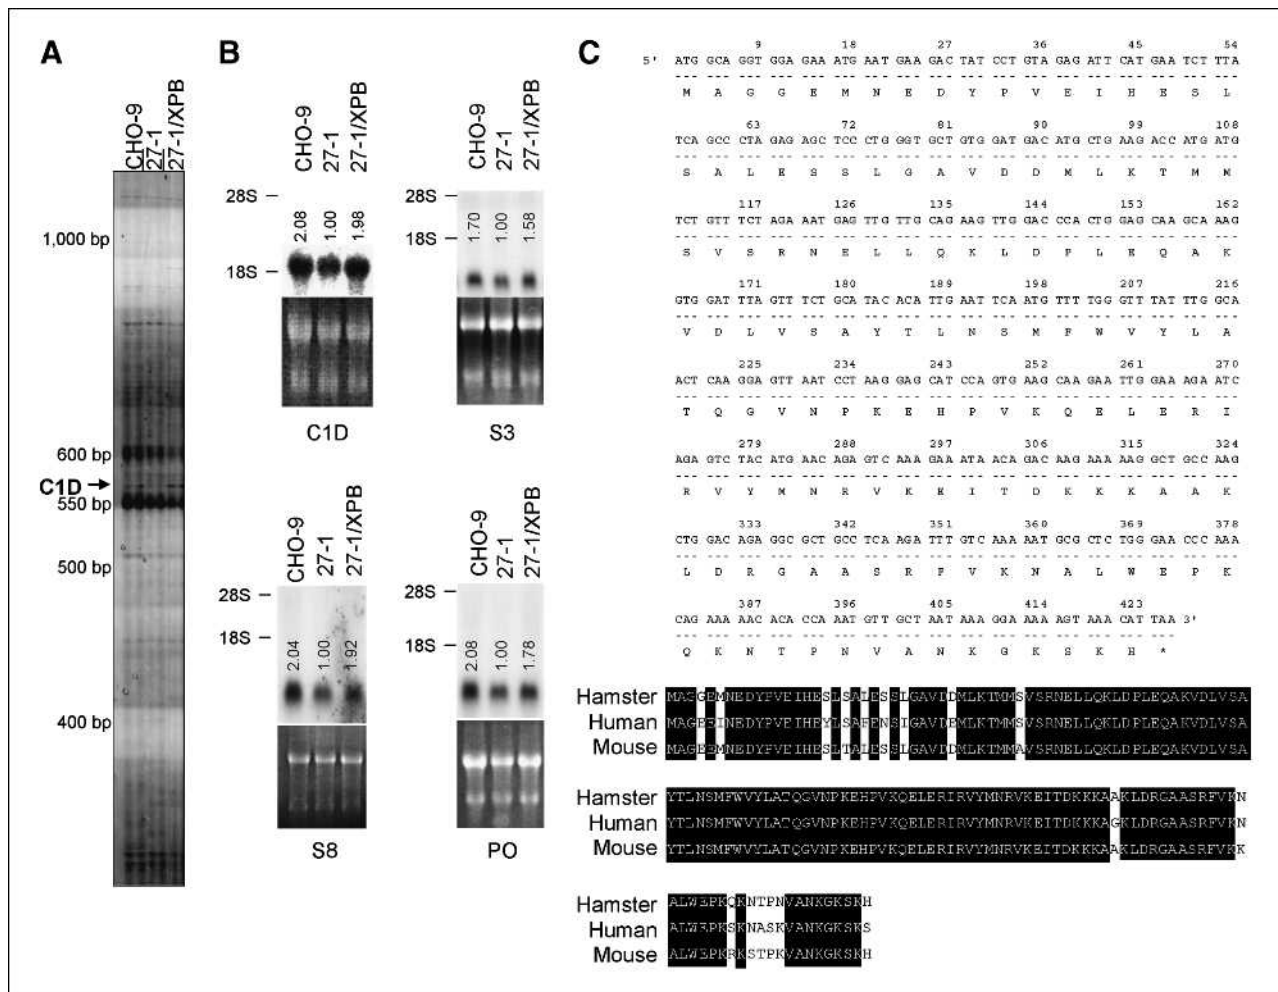 A
CHO-9
27-1
27-1/XPB
1,000 bp
600 bp
C1D
550 bp
500 bp
400 bp
B
CHO-9
27-1
27-1/XPB
28S
18S
2.08
1.00
1.98
C1D
CHO-9
27-1
27-1/XPB
28S
18S
1.70
1.00
1.58
S3
CHO-9
27-1
27-1/XPB
28S
18S
2.04
1.00
1.92
S8
CHO-9
27-1
27-1/XPB
28S
18S
2.08
1.00
1.78
PO
C
9 18 27 36 45 54
5' ATG GCA GGT GGA GAA ATG AAT GAA GAC TAT CCT GTA GAG ATT CAT GAA TCT TTA
--- --- --- --- --- --- --- --- --- --- --- --- --- --- --- --- --- ---
M A G G E M N E D Y P V E I H E S L
63 72 81 90 99 108
TCA GCC CTA GAG AGC TCC CTG GGT GCT GTG GAT GAC ATG CTG AAG ACC ATG ATG
--- --- --- --- --- --- --- --- --- --- --- --- --- --- --- --- --- ---
S A L E S S L G A V D D M L K T M M
117 126 135 144 153 162
TCT GTT TCT AGA AAT GAG TTG TTG CAG AAG TTG GAC CCA CTG GAG CAA GCA AAG
--- --- --- --- --- --- --- --- --- --- --- --- --- --- --- --- --- ---
S V S R N E L L Q K L D P L E Q A K
171 180 189 198 207 216
GTG GAT TTA GTT TCT GCA TAC ACA TTG AAT TCA ATG TTT TGG GTT TAT TTG GCA
--- --- --- --- --- --- --- --- --- --- --- --- --- --- --- --- --- ---
V D L V S A Y T L N S M F W V Y L A
225 234 243 252 261 270
ACT CAA GGA GTT AAT CCT AAG GAG CAT CCA GTG AAG CAA GAA TTG GAA AGA ATC
--- --- --- --- --- --- --- --- --- --- --- --- --- --- --- --- --- ---
T Q G V N P K E H P V K Q E L E R I
279 288 297 306 315 324
AGA GTC TAC ATG AAC AGA GTC AAA GAA ATA ACA GAC AAG AAA AAG GCT GCC AAG
--- --- --- --- --- --- --- --- --- --- --- --- --- --- --- --- --- ---
R V Y M N R V K E I T D K K K A A K
333 342 351 360 369 378
CTG GAC AGA GGC GCT GCC TCA AGA TTT GTC AAA AAT GCG CTC TGG GAA CCC AAA
--- --- --- --- --- --- --- --- --- --- --- --- --- --- --- --- --- ---
L D R G A A S R F V K N A L W E P K
387 396 405 414 423
CAG AAA AAC ACA CCA AAT GTT GCT AAT AAA GGA AAA AGT AAA CAT TAA 3'
--- --- --- --- --- --- --- --- --- --- --- --- --- --- --- ---
Q K N T P N V A N K G K S K H *
Hamster MAGGEMNEDYPVEIHESLSALESSLGAVDDMLKTMMSVSRNELLQKLDPLEQAKVDLVSA
Human MAGEEINEDYPVEIHEYLSAFENSIGAVDEMLKTMMSVSRNELLQKLDPLEQAKVDLVSA
Mouse MAGEEMNEDYPVEIHESLTALESSLGAVDDMLKTMMAVSRNELLQKLDPLEQAKVDLVSA
Hamster YTLNSMFWVYLATQGVNPKEHPVKQELERIRVYMNRVKEITDKKKAAKLDRGAASRFVKN
Human YTLNSMFWVYLATQGVNPKEHPVKQELERIRVYMNRVKEITDKKKAGKLDRGAASRFVKN
Mouse YTLNSMFWVYLATQGVNPKEHPVKQELERIRVYMNRVKEITDKKKAAKLDRGAASRFVKK
Hamster ALWEPKQKNTPNVANKGKSKH
Human ALWEPKSKNASKVANKGKSKS
Mouse ALWEPKRKSTPKVANKGKSKH